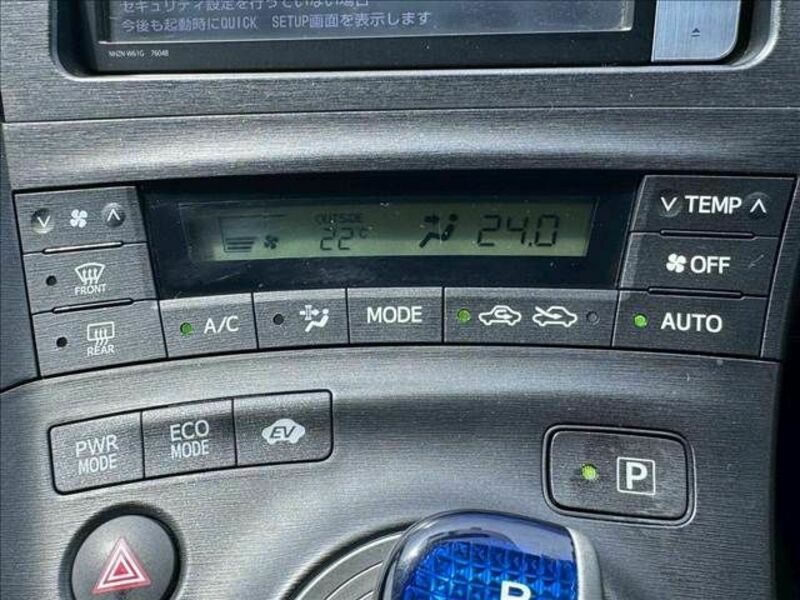 セキュリティ設定を行っていない場合
今後も起動時にQUICK SETUP画面を表示します
NHZN-W61G 76048
OUTSIDE
22°C
24.0
TEMP
OFF
FRONT
REAR
A/C
MODE
AUTO
PWR
MODE
ECO
MODE
EV
P
P